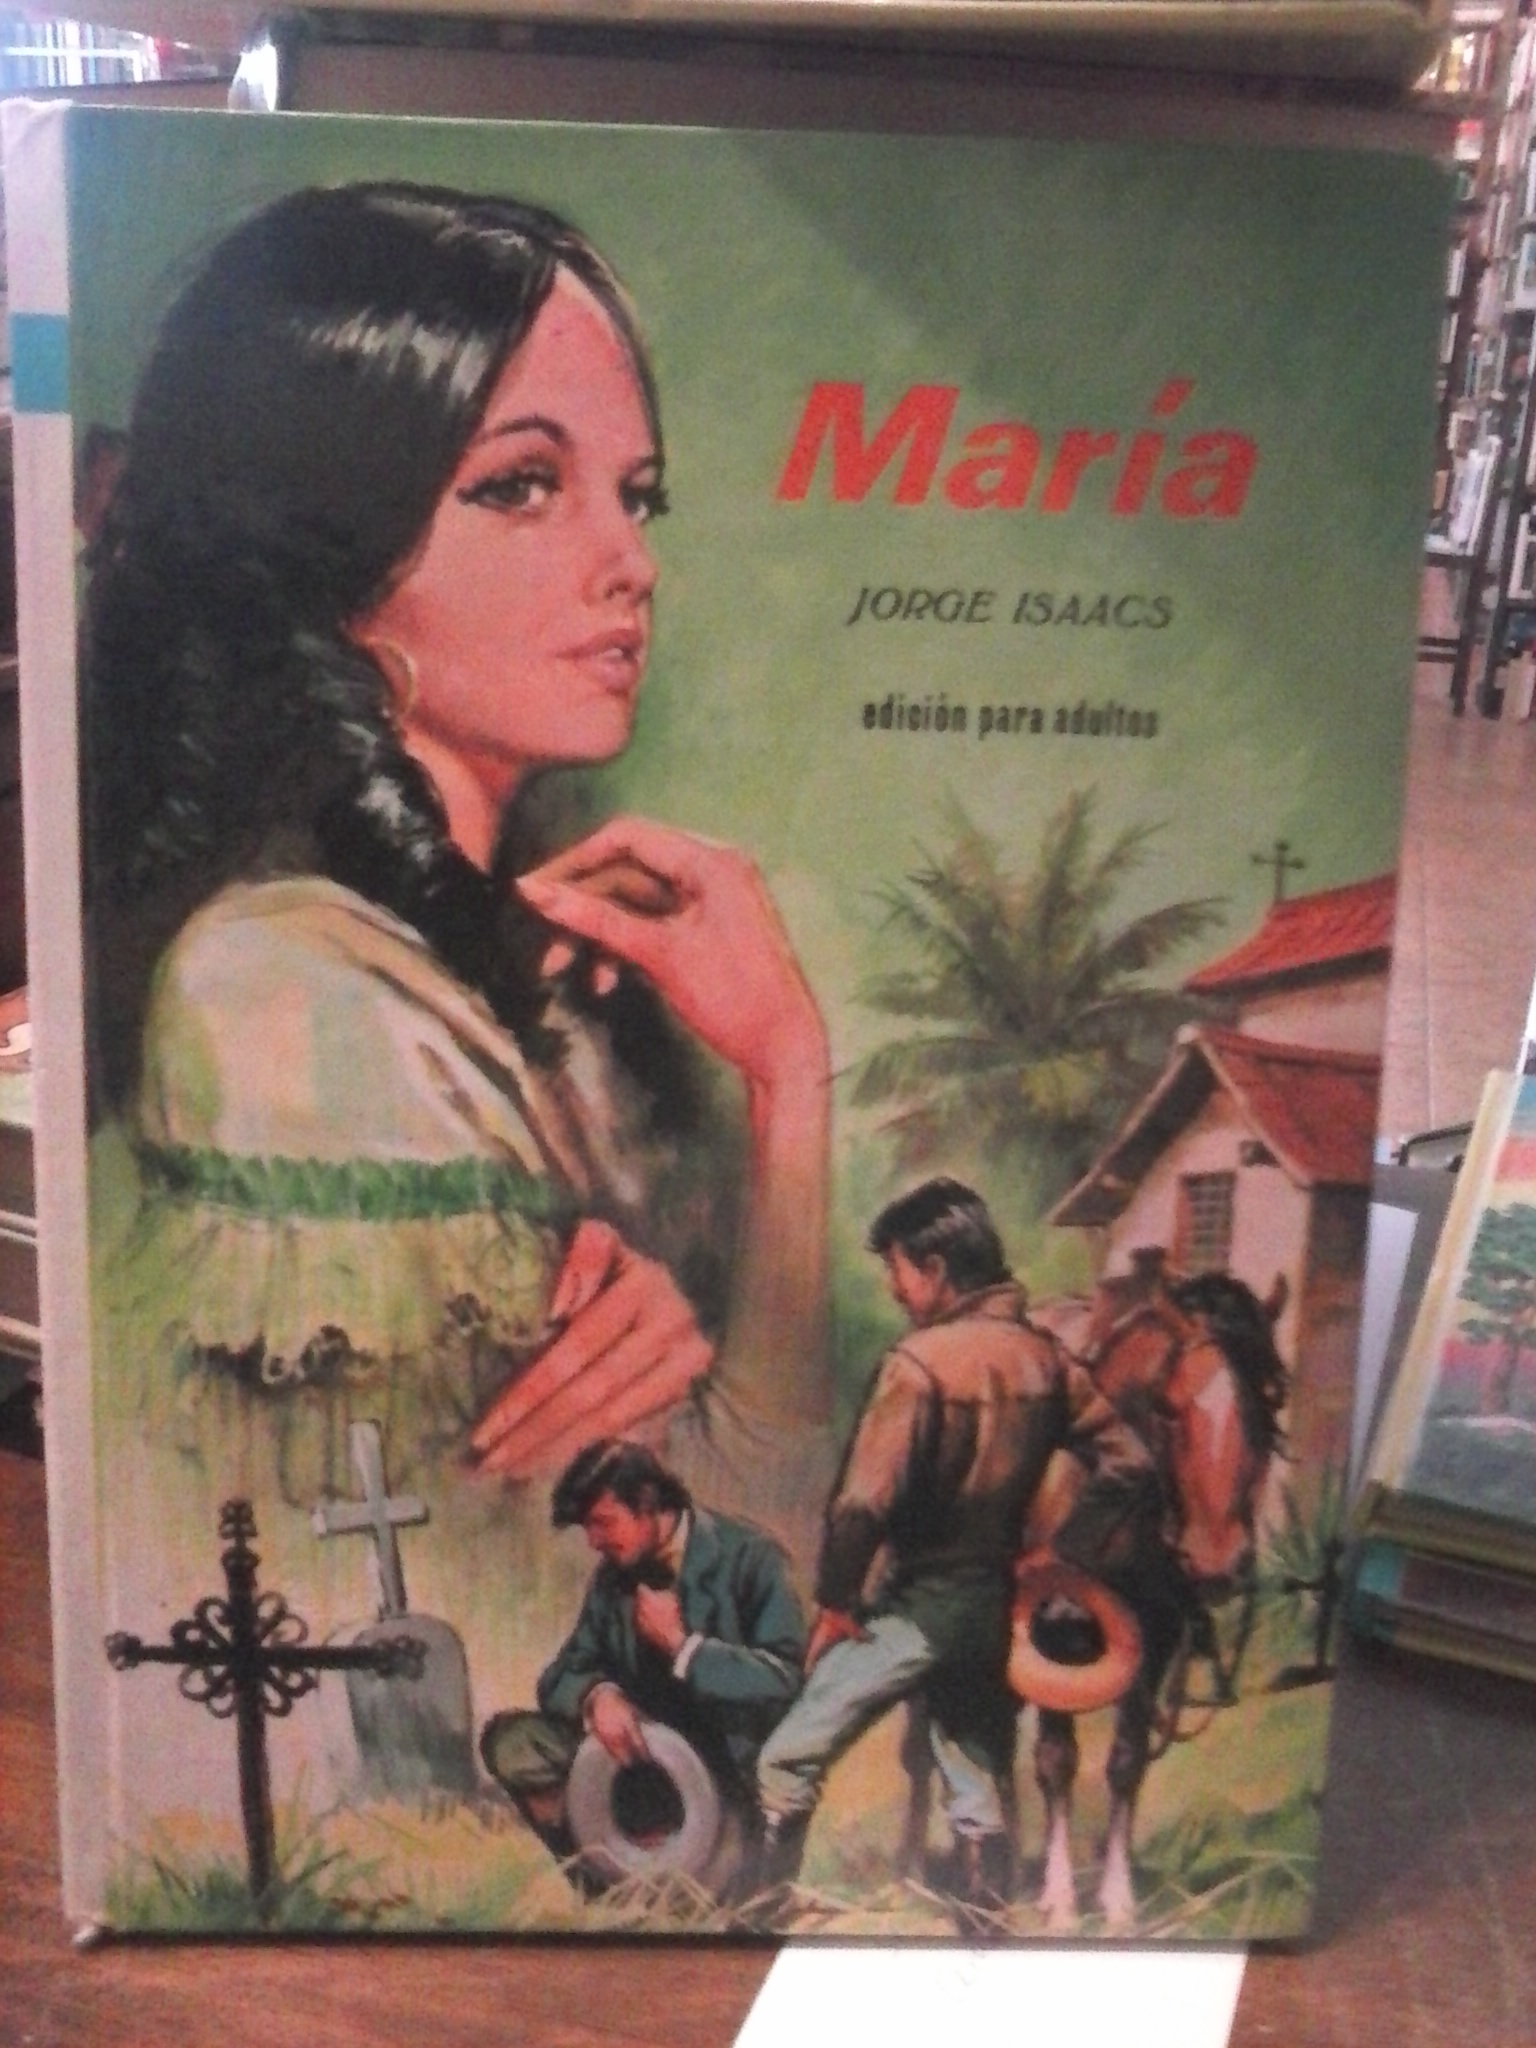 María
JORGE ISAACS
edición para adultos